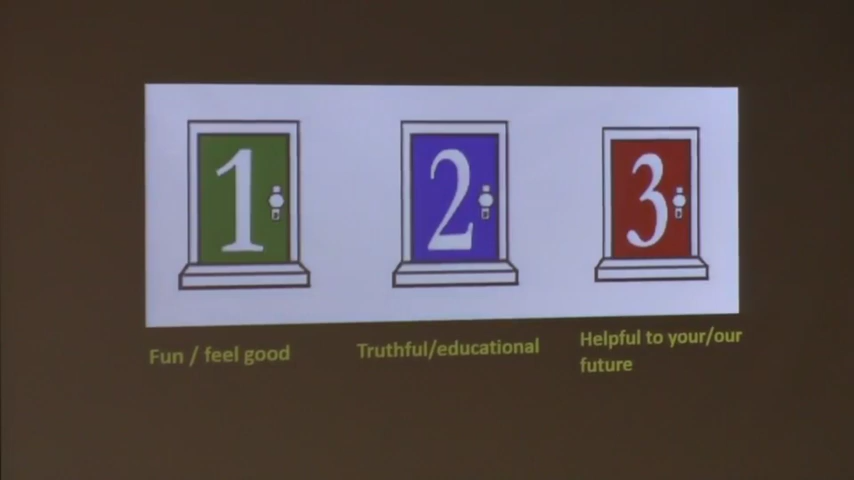 1 2 3
Fun / feel good
Truthful/educational
Helpful to your/our
future